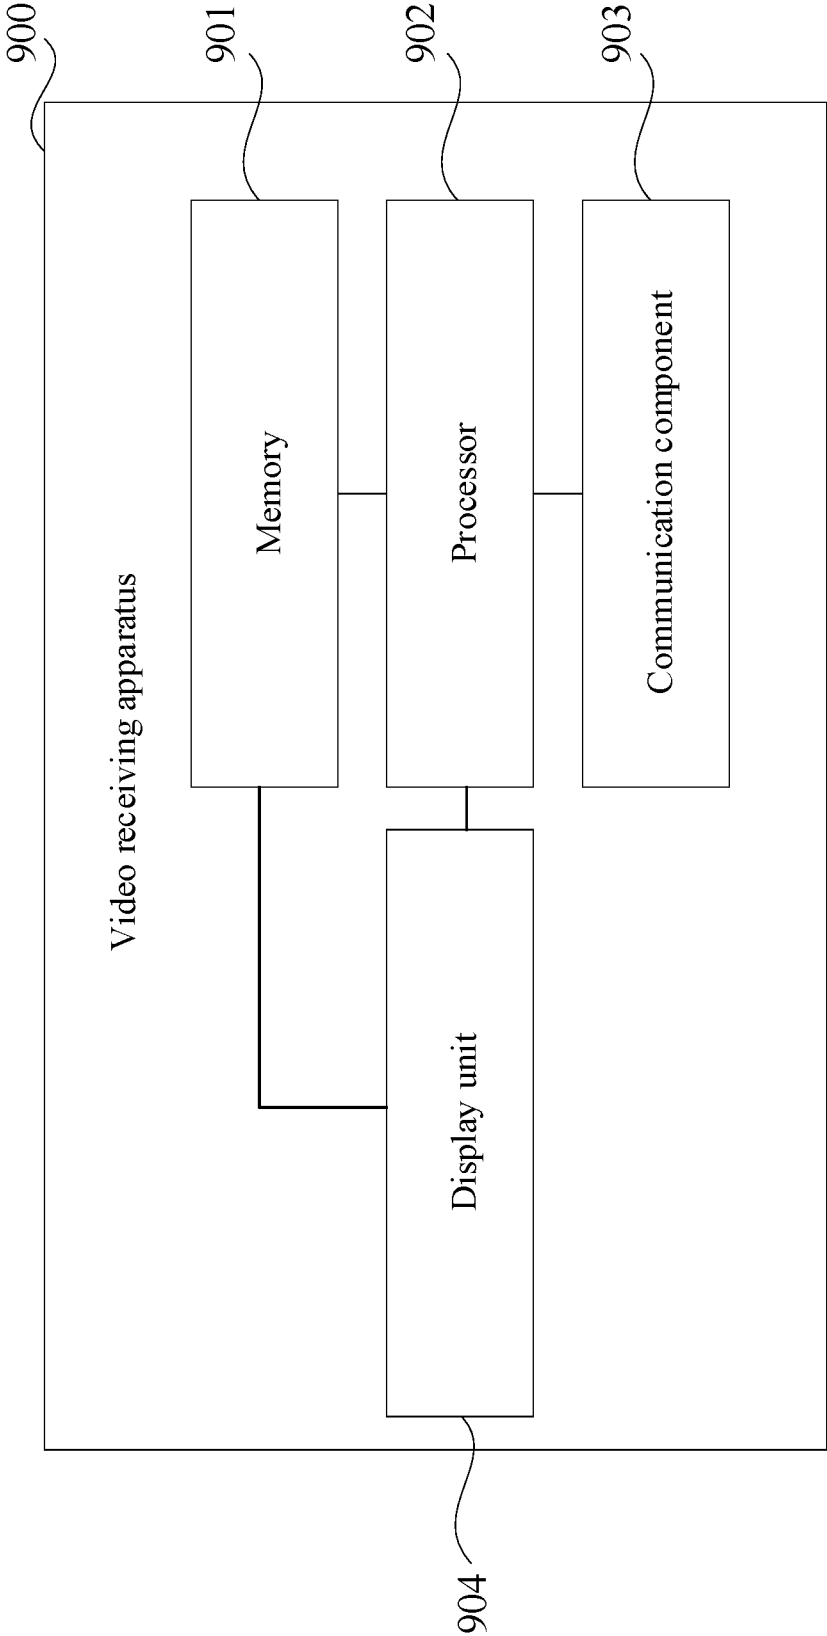 900
Video receiving apparatus
901
Memory
904
Display unit
Processor
902
Communication component
903